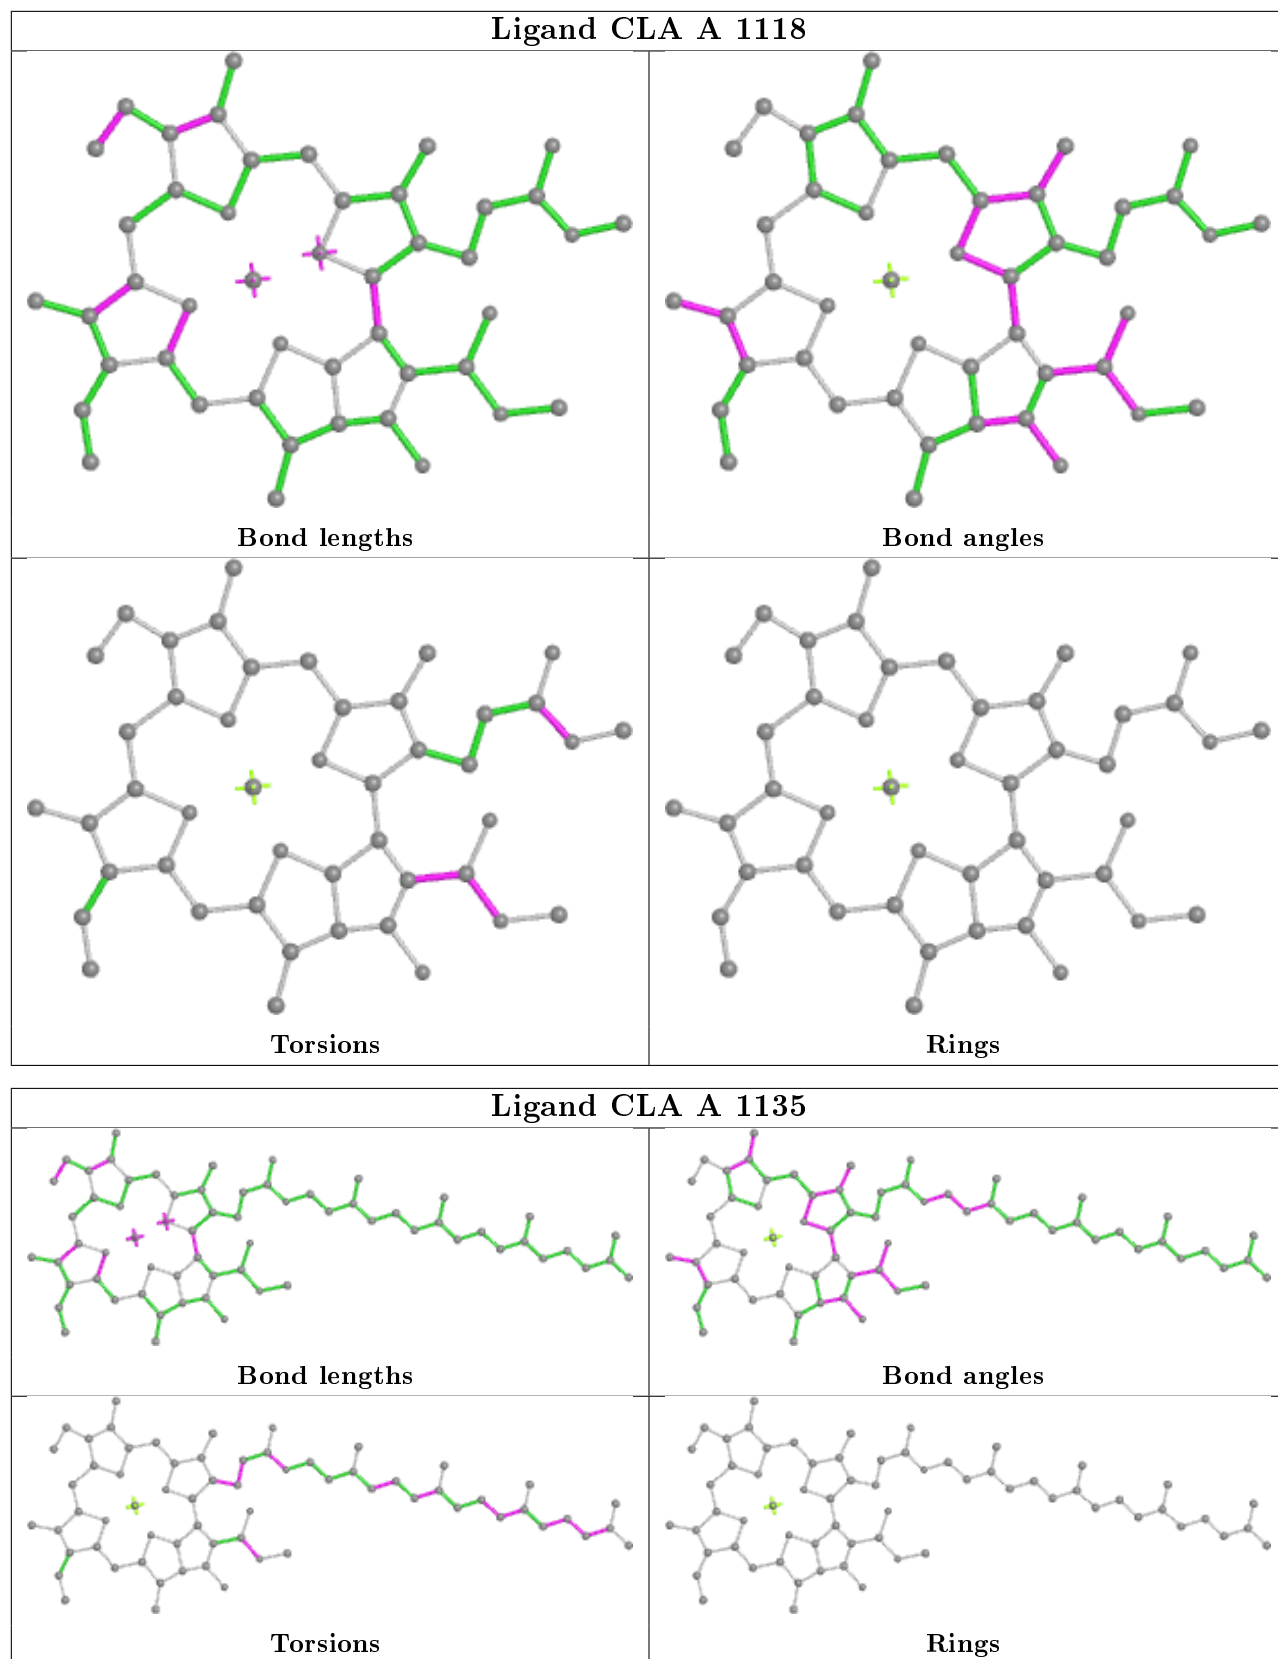 Ligand CLA A 1118
Bond lengths
Bond angles
Torsions
Rings
Ligand CLA A 1135
Bond lengths
Bond angles
Torsions
Rings